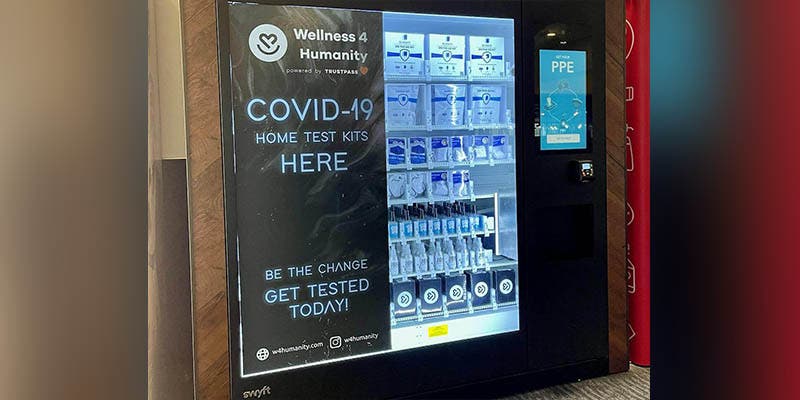 Wellness 4
Humanity
powered by TRUSTPASS
COVID-19
HOME TEST KITS
HERE
BE THE CHANGE
GET TESTED
TODAY!
w4humanity.com w4humanity
swyft
PPE